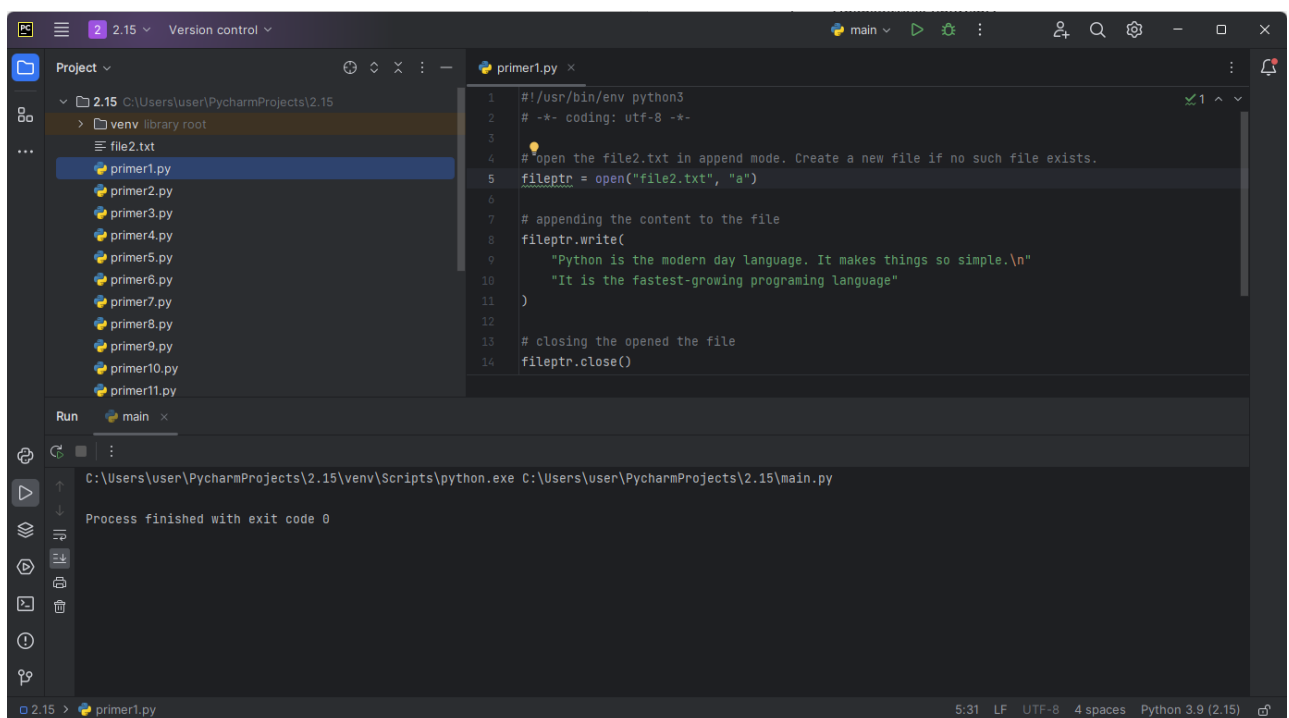 PC
2 2.15 Version control
main
Project
2.15 C:\Users\user\PycharmProjects\2.15
venv library root
file2.txt
primer1.py
primer2.py
primer3.py
primer4.py
primer5.py
primer6.py
primer7.py
primer8.py
primer9.py
primer10.py
primer11.py
primer1.py
1 #!/usr/bin/env python3
2 # -*- coding: utf-8 -*-
3
4 # open the file2.txt in append mode. Create a new file if no such file exists.
5 fileptr = open("file2.txt", "a")
6
7 # appending the content to the file
8 fileptr.write(
9 "Python is the modern day language. It makes things so simple.\n"
10 "It is the fastest-growing programing language"
11 )
12
13 # closing the opened the file
14 fileptr.close()
1
Run main
C:\Users\user\PycharmProjects\2.15\venv\Scripts\python.exe C:\Users\user\PycharmProjects\2.15\main.py
Process finished with exit code 0
2.15 > primer1.py
5:31 LF UTF-8 4 spaces Python 3.9 (2.15)